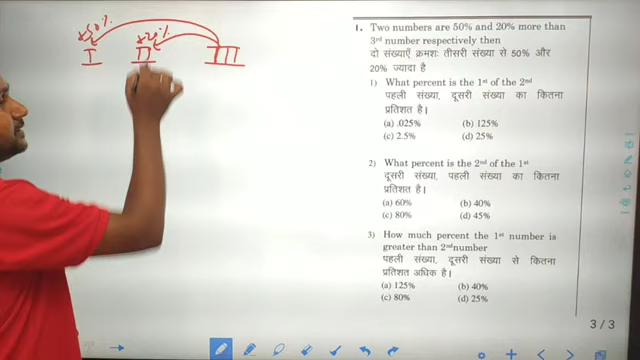 +50%
+20%
I II III
1. Two numbers are 50% and 20% more than
3rd number respectively then
दो संख्याएँ क्रमशः तीसरी संख्या से 50% और
20% ज्यादा है
1) What percent is the 1st of the 2nd
पहली संख्या, दूसरी संख्या का कितना
प्रतिशत है।
(a) .025% (b) 125%
(c) 2.5% (d) 25%
2) What percent is the 2nd of the 1st
दूसरी संख्या, पहली संख्या का कितना
प्रतिशत है।
(a) 60% (b) 40%
(c) 80% (d) 45%
3) How much percent the 1st number is
greater than 2nd number
पहली संख्या, दूसरी संख्या से कितना
प्रतिशत अधिक है।
(a) 125% (b) 40%
(c) 80% (d) 25%
3 / 3